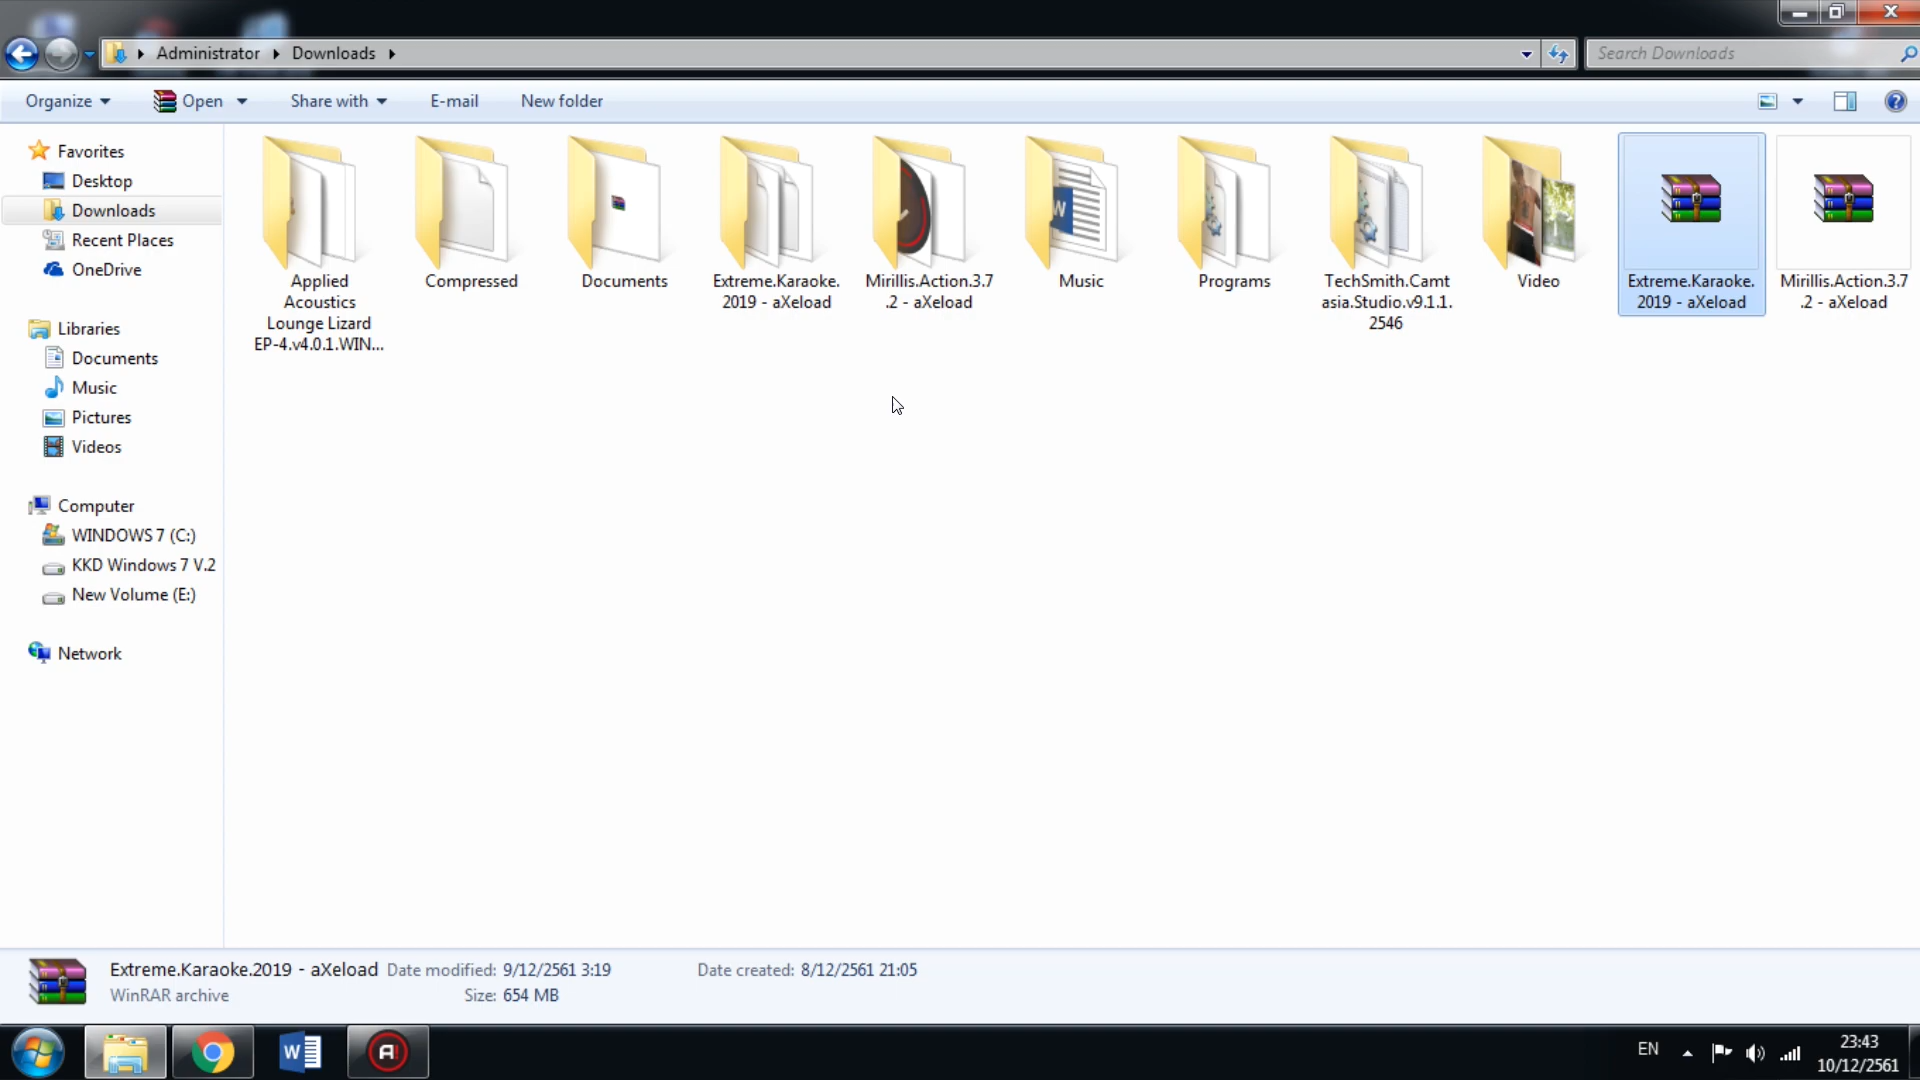 Administrator
Downloads
Search Downloads
Organize
Open
Share with
E-mail
New folder
Favorites
Desktop
Downloads
Recent Places
OneDrive
Libraries
Documents
Music
Pictures
Videos
Computer
WINDOWS 7 (C:)
KKD Windows 7 V.2
New Volume (E:)
Network
Applied
Acoustics
Lounge Lizard
EP-4.v4.0.1.WIN...
Compressed
Documents
Extreme.Karaoke.
2019 - aXeload
Mirillis.Action.3.7
.2 - aXeload
Music
Programs
TechSmith.Camt
asia.Studio.v9.1.1.
2546
Video
Extreme.Karaoke.
2019 - aXeload
Mirillis.Action.3.7
.2 - aXeload
Extreme.Karaoke.2019 - aXeload Date modified: 9/12/2561 3:19 Date created: 8/12/2561 21:05
WinRAR archive Size: 654 MB
EN
23:43
10/12/2561